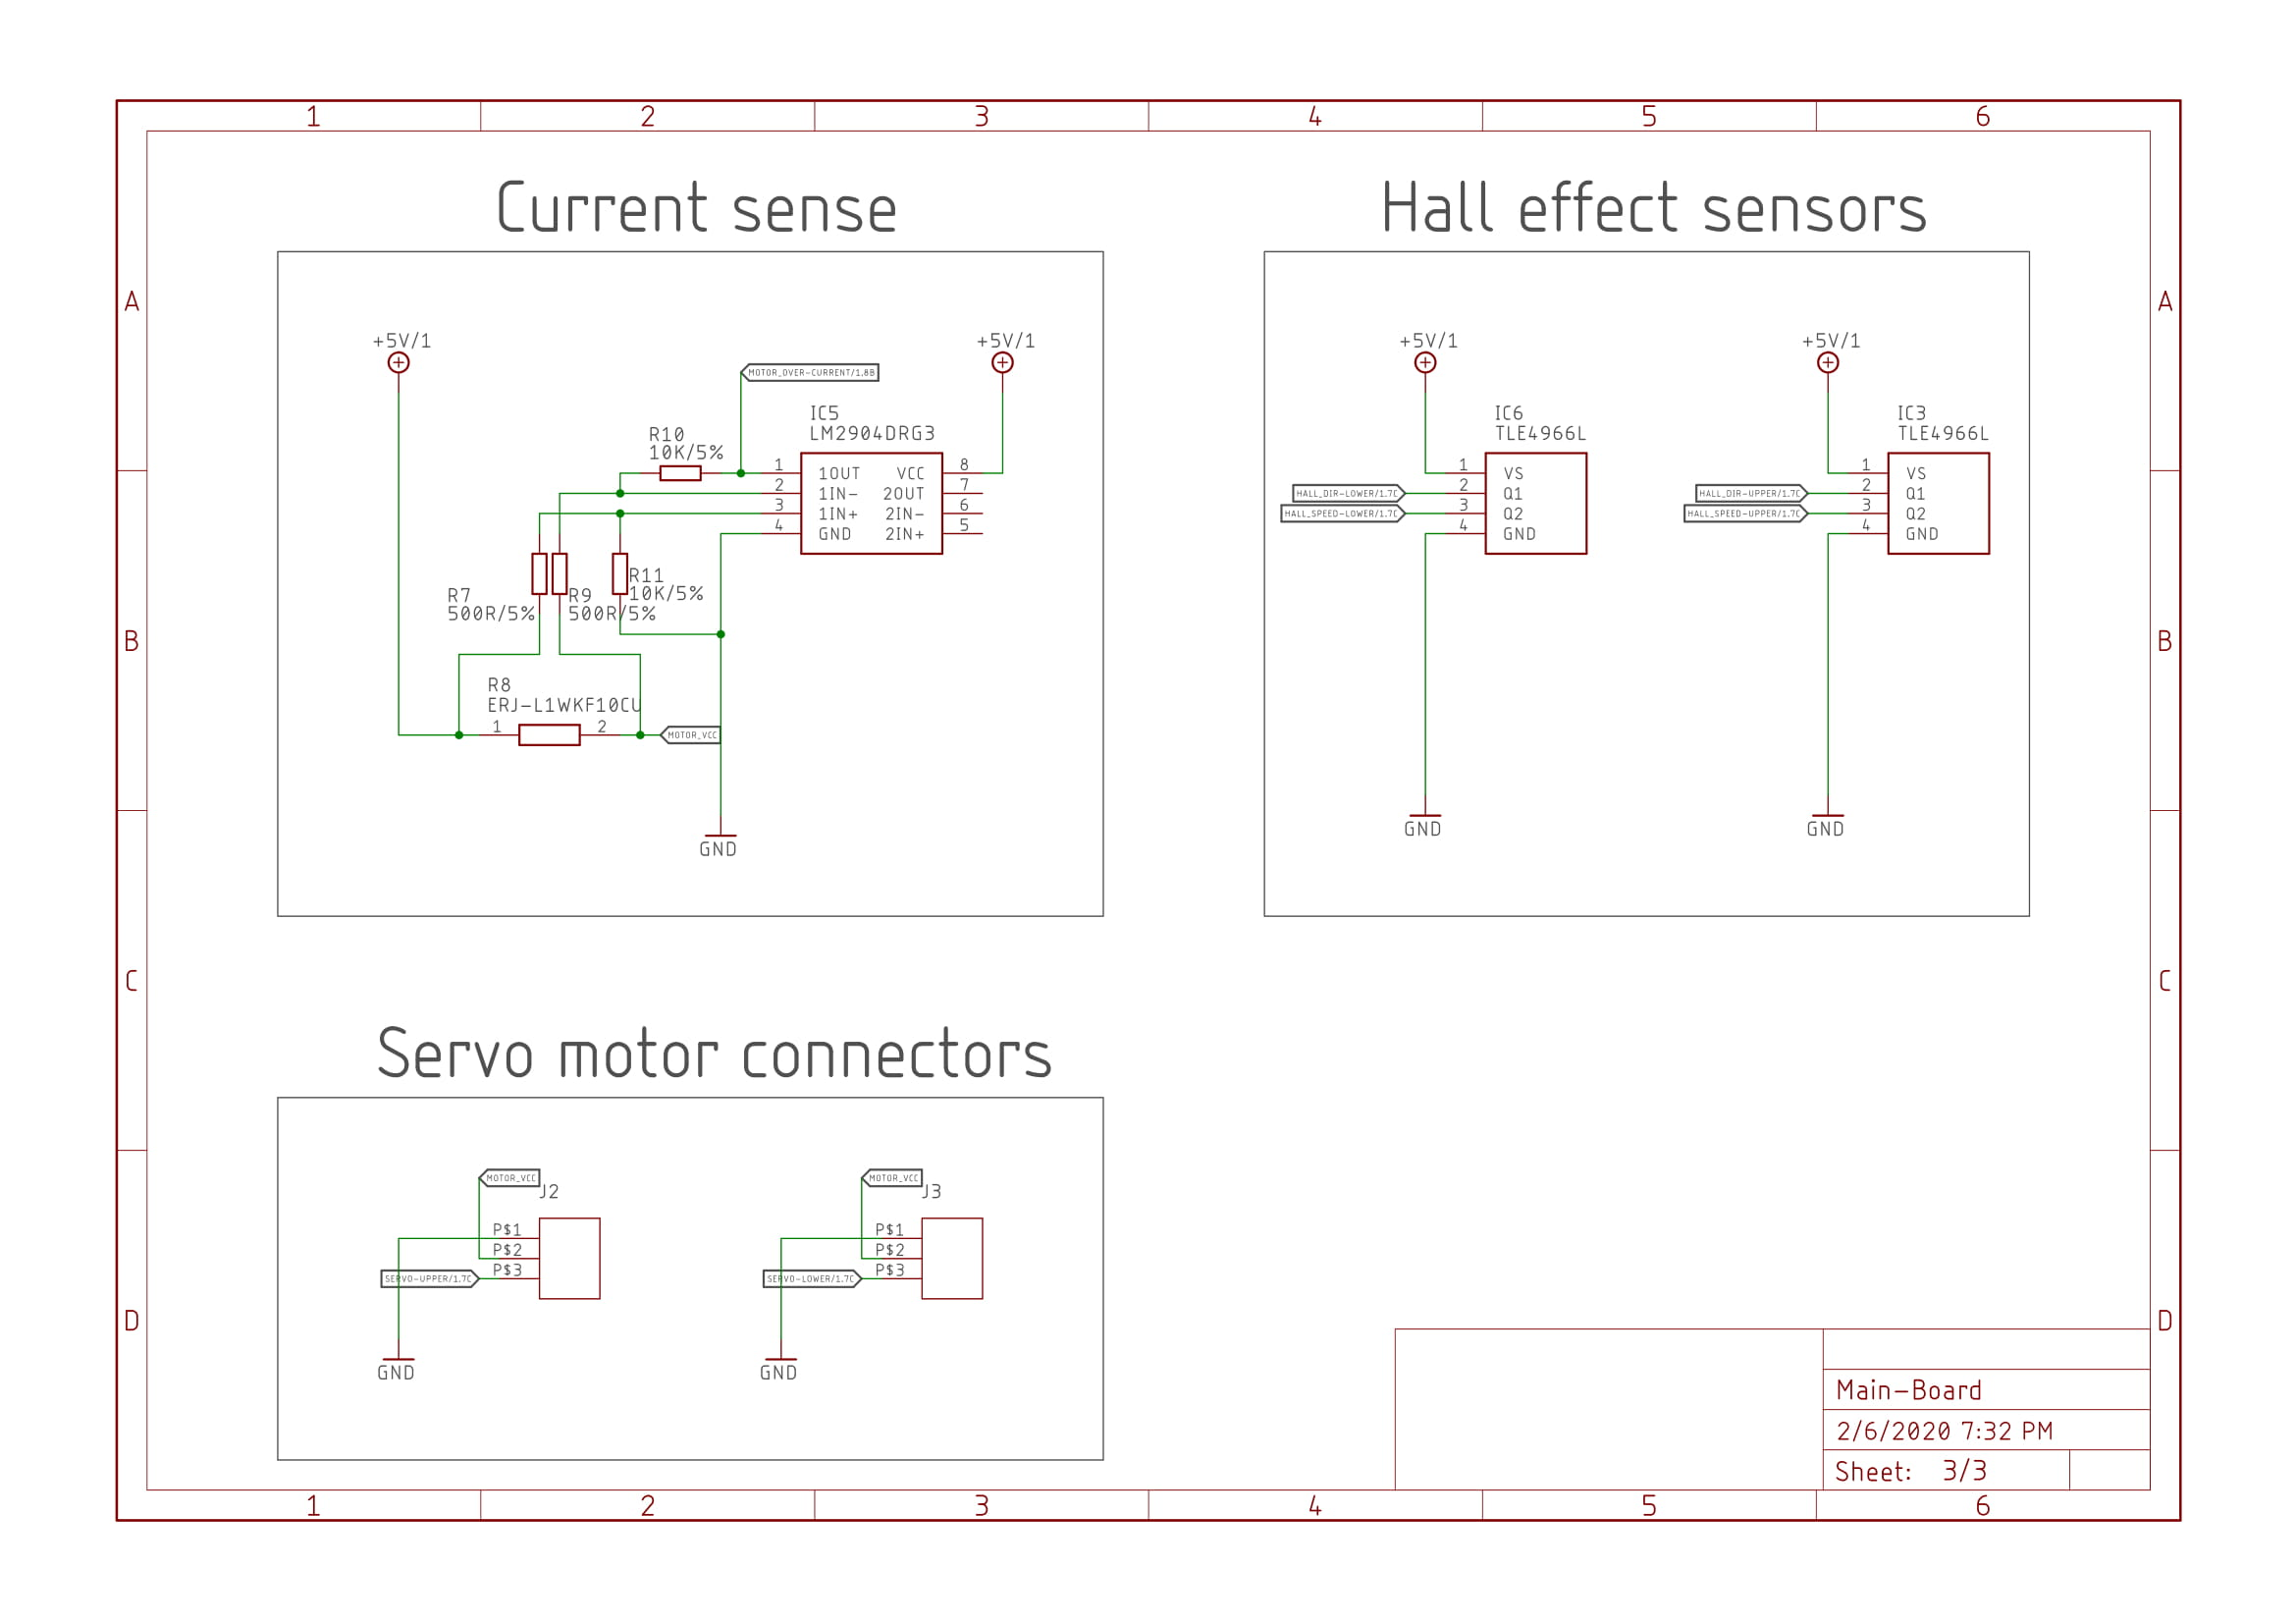 1 2 3 4 5 6
Current sense
Hall effect sensors
A A
+5V/1
+5V/1
MOTOR_OVER-CURRENT/1.8B
IC5
LM2904DRG3
R10
10K/5%
1 1OUT VCC 8
2 1IN- 2OUT 7
3 1IN+ 2IN- 6
4 GND 2IN+ 5
R7
500R/5%
R9
500R/5%
R11
10K/5%
R8
ERJ-L1WKF10CU
1 2
MOTOR_VCC
GND
+5V/1
IC6
TLE4966L
1 VS
HALL_DIR-LOWER/1.7C 2 Q1
HALL_SPEED-LOWER/1.7C 3 Q2
4 GND
GND
+5V/1
IC3
TLE4966L
1 VS
HALL_DIR-UPPER/1.7C 2 Q1
HALL_SPEED-UPPER/1.7C 3 Q2
4 GND
GND
B B
C C
Servo motor connectors
MOTOR_VCC
J2
P$1
P$2
P$3
SERVO-UPPER/1.7C
GND
MOTOR_VCC
J3
P$1
P$2
P$3
SERVO-LOWER/1.7C
GND
D D
Main-Board
2/6/2020 7:32 PM
Sheet: 3/3
1 2 3 4 5 6